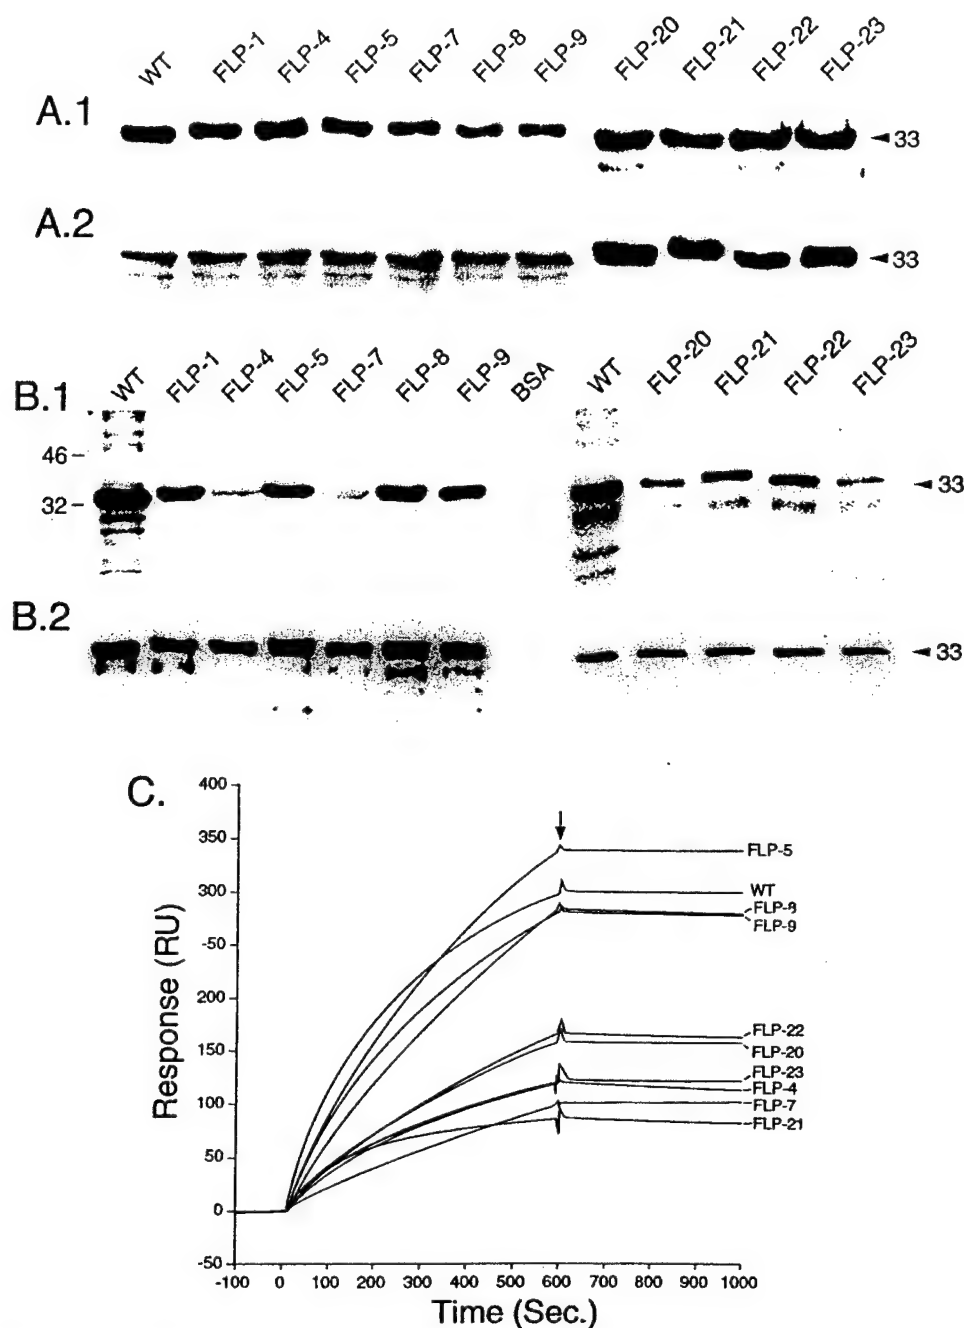 WT FLP-1 FLP-4 FLP-5 FLP-7 FLP-8 FLP-9 FLP-20 FLP-21 FLP-22 FLP-23
A.1
33
A.2
33
WT FLP-1 FLP-4 FLP-5 FLP-7 FLP-8 FLP-9 BSA WT FLP-20 FLP-21 FLP-22 FLP-23
B.1
46
32
33
B.2
33
C.
400
350
300
-50
200
150
100
50
0
-50
Response (RU)
FLP-5
WT
FLP-8
FLP-9
FLP-22
FLP-20
FLP-23
FLP-4
FLP-7
FLP-21
-100 0 100 200 300 400 500 600 700 800 900 1000
Time (Sec.)